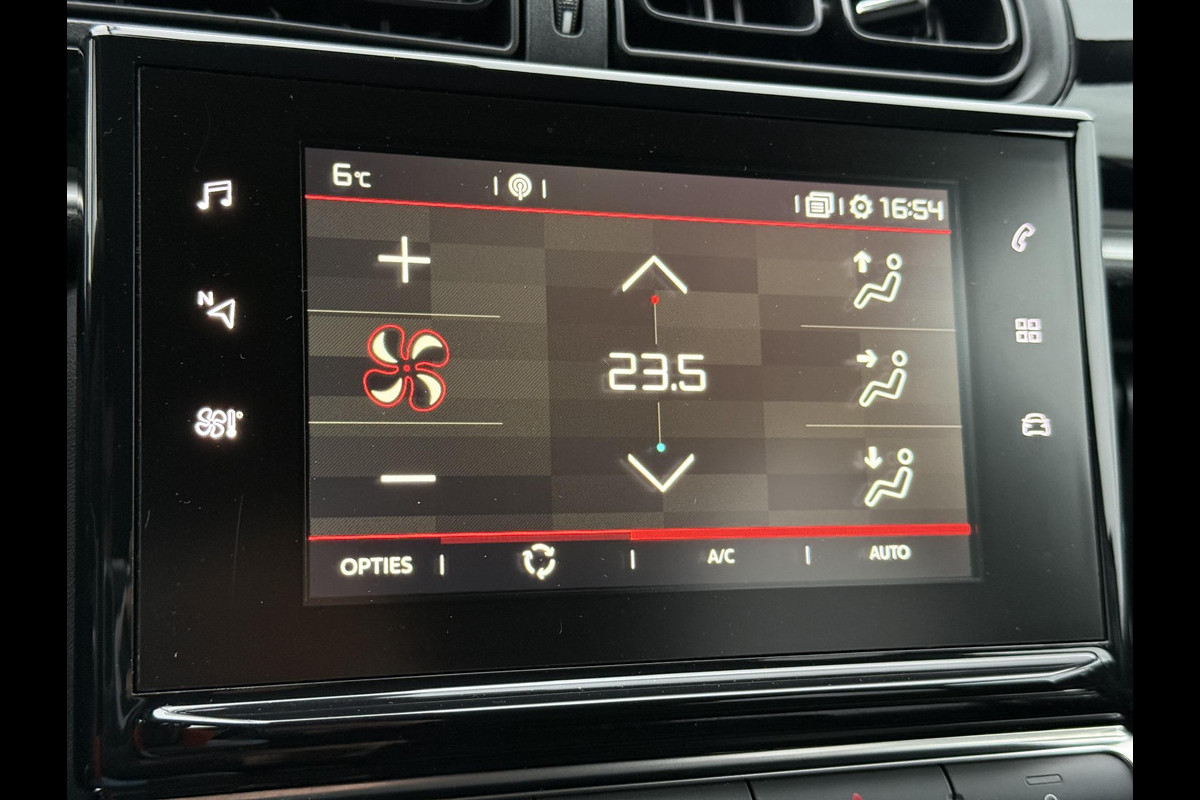 6°C
16:54
N
23.5
OPTIES
A/C
AUTO